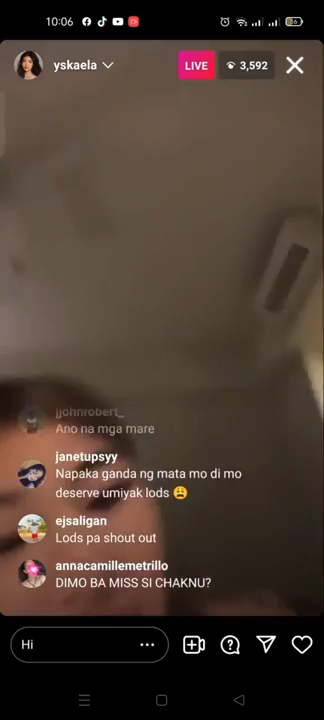 10:06
yskaela
LIVE
3,592
jjohnrobert_
Ano na mga mare
janetupsyy
Napaka ganda ng mata mo di mo
deserve umiyak lods 😩
ejsaligan
Lods pa shout out
annacamillemetrillo
DIMO BA MISS SI CHAKNU?
Hi